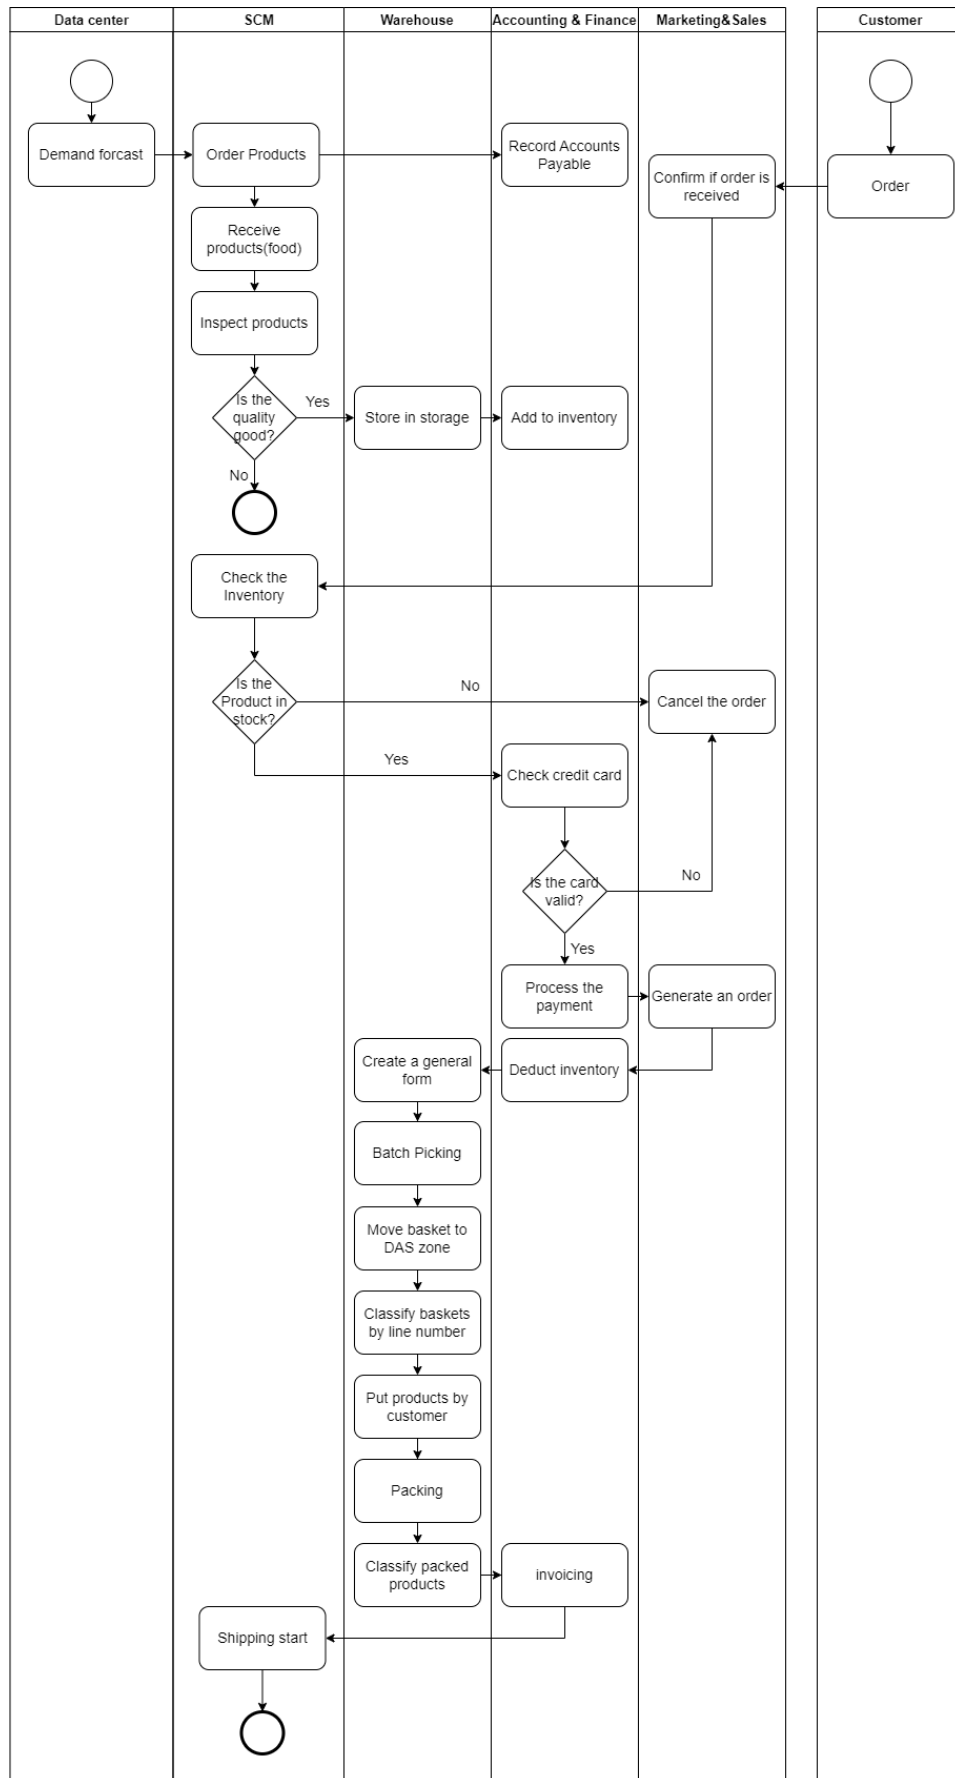 Data center
SCM
Warehouse
Accounting & Finance
Marketing&Sales
Customer
Demand forcast
Order Products
Record Accounts
Payable
Confirm if order is
received
Order
Receive
products(food)
Inspect products
Is the
quality
good?
Yes
Store in storage
Add to inventory
No
Check the
Inventory
Is the
Product in
stock?
No
Cancel the order
Yes
Check credit card
Is the card
valid?
No
Yes
Process the
payment
Generate an order
Create a general
form
Deduct inventory
Batch Picking
Move basket to
DAS zone
Classify baskets
by line number
Put products by
customer
Packing
Classify packed
products
invoicing
Shipping start